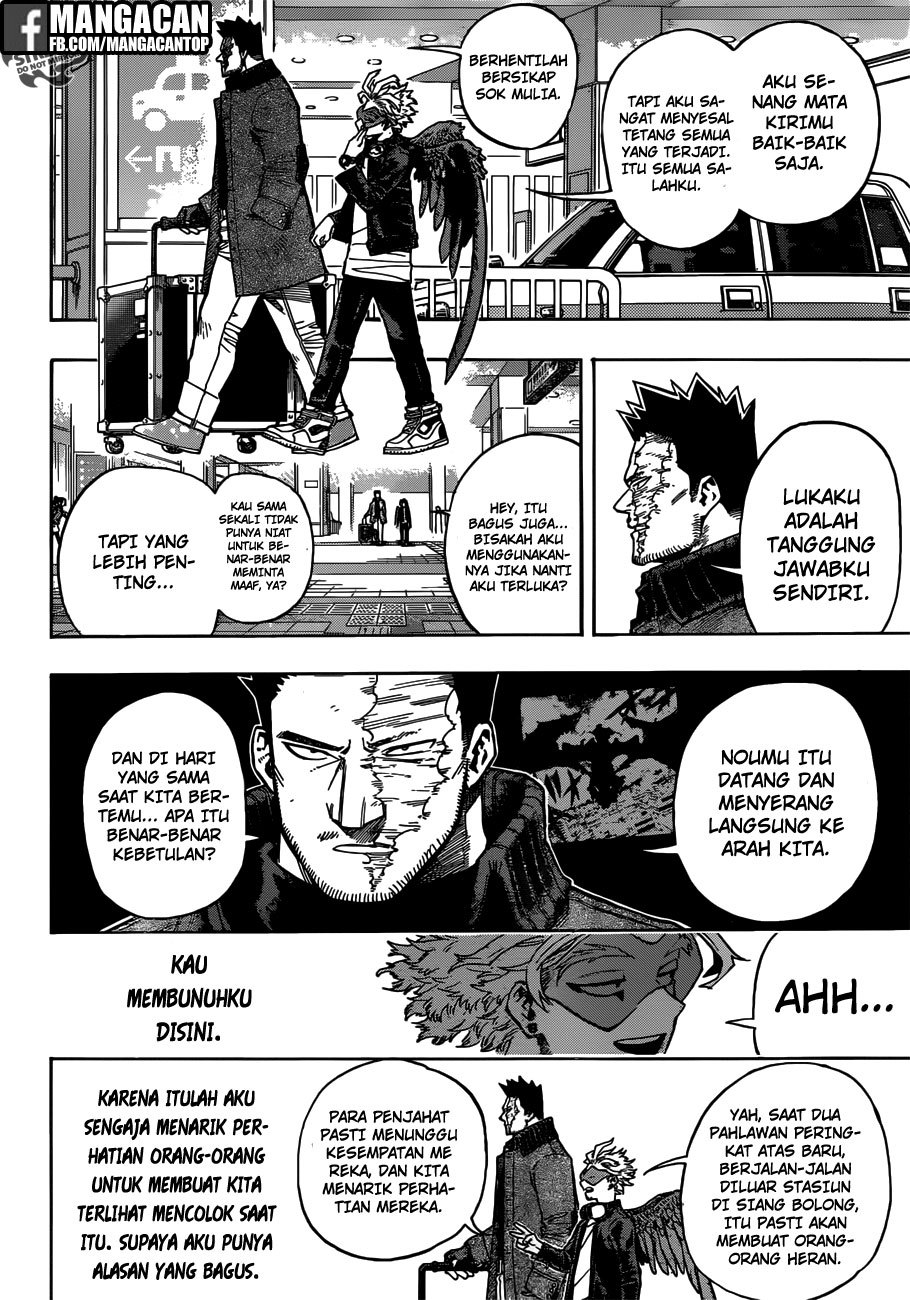 MANGACAN
FB.COM/MANGACANTOP
AKU SE-
NANG MATA
KIRIMU
BAIK-BAIK
SAJA.
TAPI AKU SA-
NGAT MENYESAL
TETANG SEMUA
YANG TERJADI.
ITU SEMUA SA-
LAHKU.
BERHENTILAH
BERSIKAP
SOK MULIA.
LUKAKU
ADALAH
TANGGUNG
JAWABKU
SENDIRI.
HEY, ITU
BAGUS JUGA...
BISAKAH AKU
MENGGUNAKAN-
NYA JIKA NANTI
AKU TERLUKA?
KAU SAMA
SEKALI TIDAK
PUNYA NIAT
UNTUK BE-
NAR-BENAR
MEMINTA
MAAF, YA?
TAPI YANG
LEBIH PEN-
TING...
NOUMU ITU
DATANG DAN
MENYERANG
LANGSUNG KE
ARAH KITA.
DAN DI HARI
YANG SAMA
SAAT KITA BER-
TEMU... APA ITU
BENAR-BENAR
KEBETULAN?
AHH...
KAU
MEMBUNUHKU
DISINI.
YAH, SAAT DUA
PAHLAWAN PERING-
KAT ATAS BARU,
BERJALAN-JALAN
DILUAR STASIUN
DI SIANG BOLONG,
ITU PASTI AKAN
MEMBUAT ORANG-
ORANG HERAN.
PARA PENJAHAT
PASTI MENUNGGU
KESEMPATAN ME
REKA, DAN KITA
MENARIK PERHA-
TIAN MEREKA.
KARENA ITULAH AKU
SENGAJA MENARIK PER-
HATIAN ORANG-ORANG
UNTUK MEMBUAT KITA
TERLIHAT MENCOLOK SAAT
ITU. SUPAYA AKU PUNYA
ALASAN YANG BAGUS.